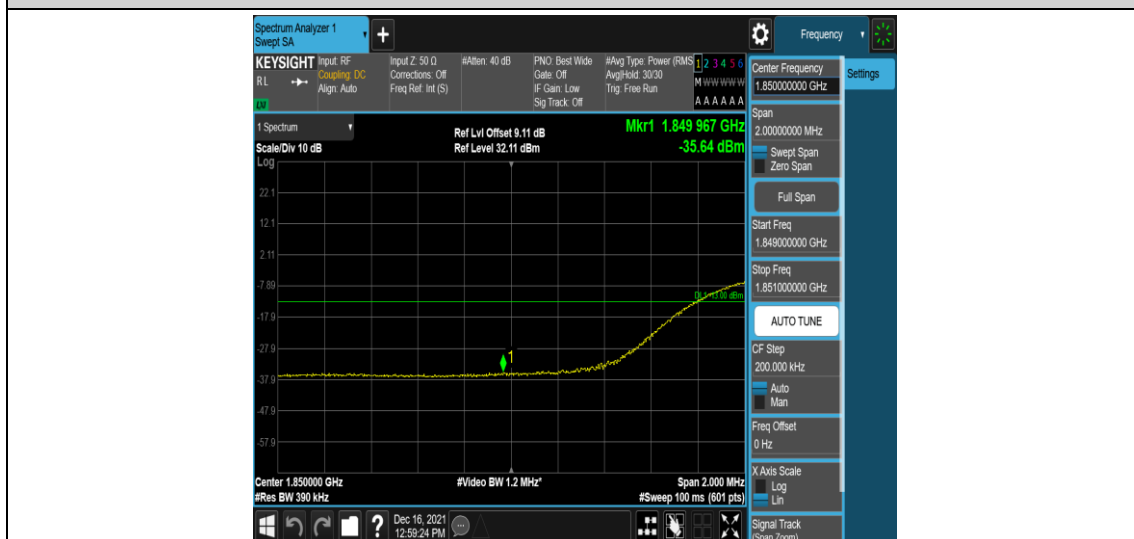 Spectrum Analyzer 1
Swept SA
Frequency
KEYSIGHT
Input: RF
Coupling: DC
Align: Auto
Input Z: 50 Ω
Corrections: Off
Freq Ref: Int (S)
#Atten: 40 dB
PNO: Best Wide
Gate: Off
IF Gain: Low
Sig Track: Off
#Avg Type: Power (RMS
Avg|Hold: 30/30
Trig: Free Run
1 2 3 4 5 6
M W W W W W
A A A A A A
RL
LXI
1 Spectrum
Scale/Div 10 dB
Log
Ref Lvl Offset 9.11 dB
Ref Level 32.11 dBm
Mkr1 1.849 967 GHz
-35.64 dBm
22.1
12.1
2.11
-7.89
-17.9
-27.9
-37.9
-47.9
-57.9
DL1 -13.00 dBm
1
Center 1.850000 GHz
#Res BW 390 kHz
#Video BW 1.2 MHz*
Span 2.000 MHz
#Sweep 100 ms (601 pts)
Dec 16, 2021
12:59:24 PM
Center Frequency
1.850000000 GHz
Settings
Span
2.00000000 MHz
Swept Span
Zero Span
Full Span
Start Freq
1.849000000 GHz
Stop Freq
1.851000000 GHz
AUTO TUNE
CF Step
200.000 kHz
Auto
Man
Freq Offset
0 Hz
X Axis Scale
Log
Lin
Signal Track
(Span Zoom)